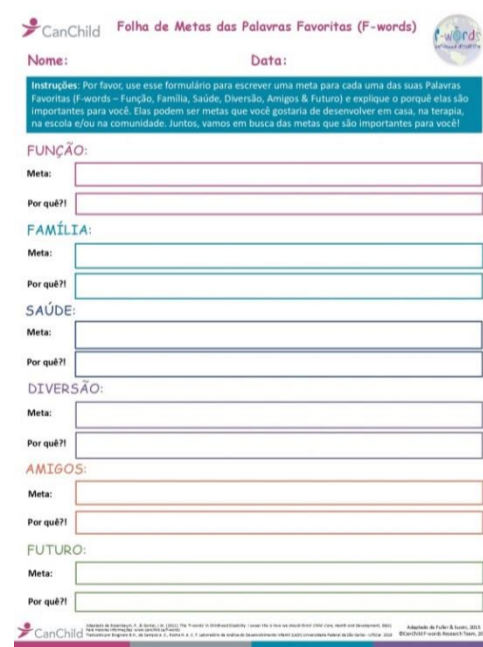 CanChild
Folha de Metas das Palavras Favoritas (F-words)
F-words
Nome: Data:
Instruções: Por favor, use esse formulário para escrever uma meta para cada uma das suas Palavras
Favoritas (F-words – Função, Família, Saúde, Diversão, Amigos & Futuro) e explique o porquê elas são
importantes para você. Elas podem ser metas que você gostaria de desenvolver em casa, na terapia,
na escola e/ou na comunidade. Juntos, vamos em busca das metas que são importantes para você!
FUNÇÃO:
Meta:
Por quê?!
FAMÍLIA:
Meta:
Por quê?!
SAÚDE:
Meta:
Por quê?!
DIVERSÃO:
Meta:
Por quê?!
AMIGOS:
Meta:
Por quê?!
FUTURO:
Meta:
Por quê?!
CanChild